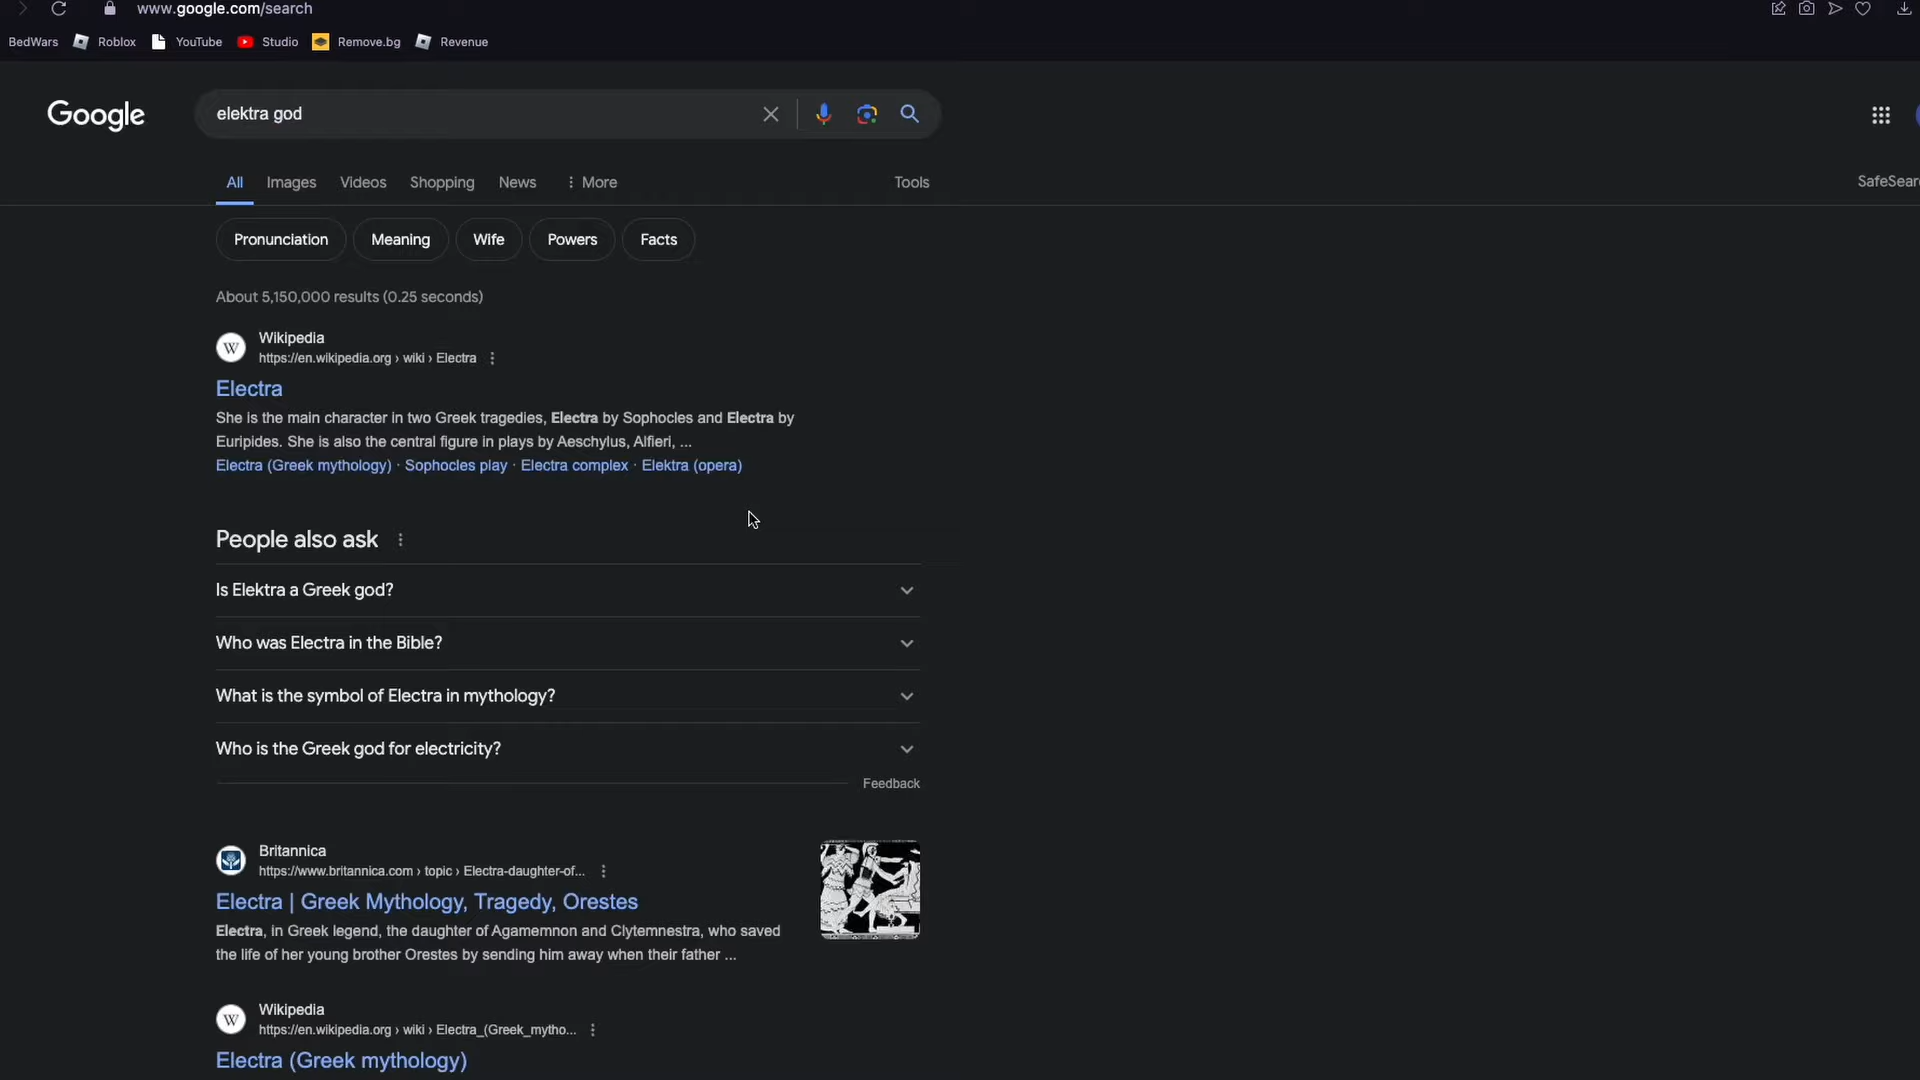 www.google.com/search
BedWars Roblox YouTube Studio Remove.bg Revenue
Google
elektra god
All Images Videos Shopping News More Tools
Pronunciation Meaning Wife Powers Facts
About 5,150,000 results (0.25 seconds)
W
Wikipedia
https://en.wikipedia.org › wiki › Electra
Electra
She is the main character in two Greek tragedies, Electra by Sophocles and Electra by
Euripides. She is also the central figure in plays by Aeschylus, Alfieri, ...
Electra (Greek mythology) · Sophocles play · Electra complex · Elektra (opera)
People also ask
Is Elektra a Greek god?
Who was Electra in the Bible?
What is the symbol of Electra in mythology?
Who is the Greek god for electricity?
Feedback
Britannica
https://www.britannica.com › topic › Electra-daughter-of...
Electra | Greek Mythology, Tragedy, Orestes
Electra, in Greek legend, the daughter of Agamemnon and Clytemnestra, who saved
the life of her young brother Orestes by sending him away when their father ...
W
Wikipedia
https://en.wikipedia.org › wiki › Electra_(Greek_mytho...
Electra (Greek mythology)